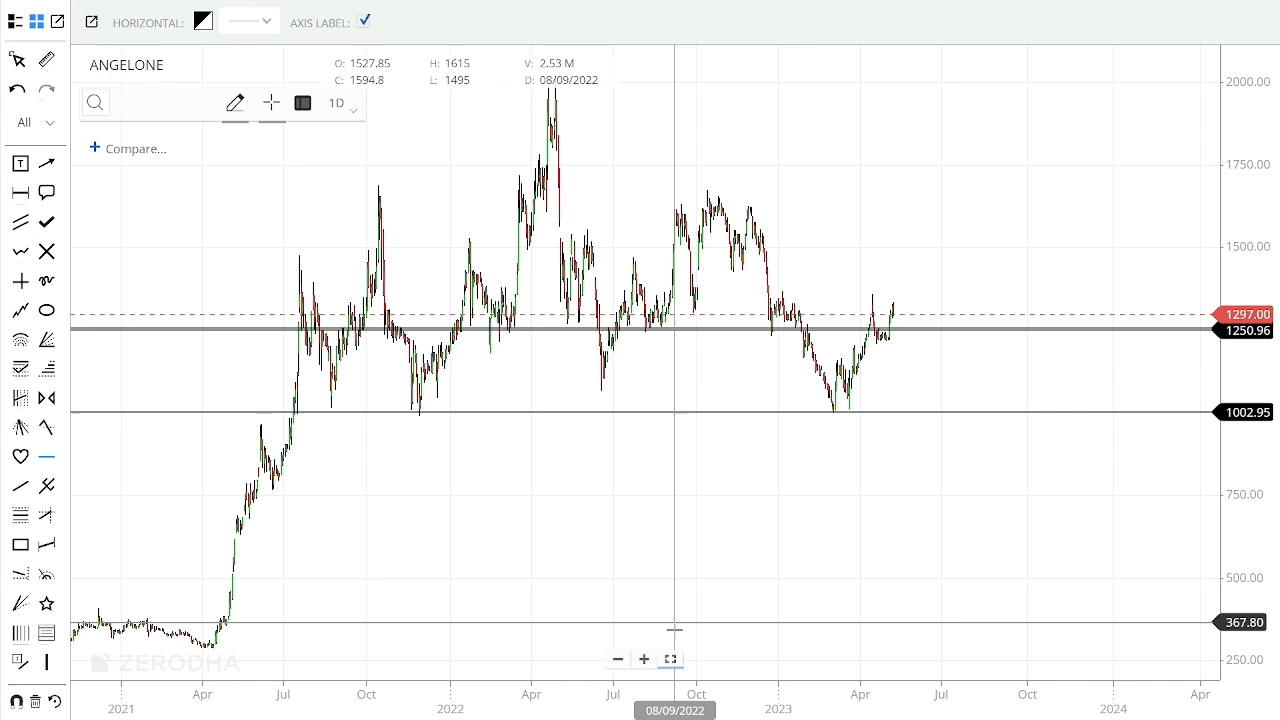 HORIZONTAL:
AXIS LABEL:
ANGELONE
O: 1527.85 H: 1615 V: 2.53 M
C: 1594.8 L: 1495 D: 08/09/2022
1D
All
+ Compare...
T
2000.00
1750.00
1500.00
1297.00
1250.96
1002.95
750.00
500.00
367.80
250.00
ZERODHA
Apr Jul Oct Apr Jul Oct Apr Jul Oct Apr
2021 2022 08/09/2022 2023 2024